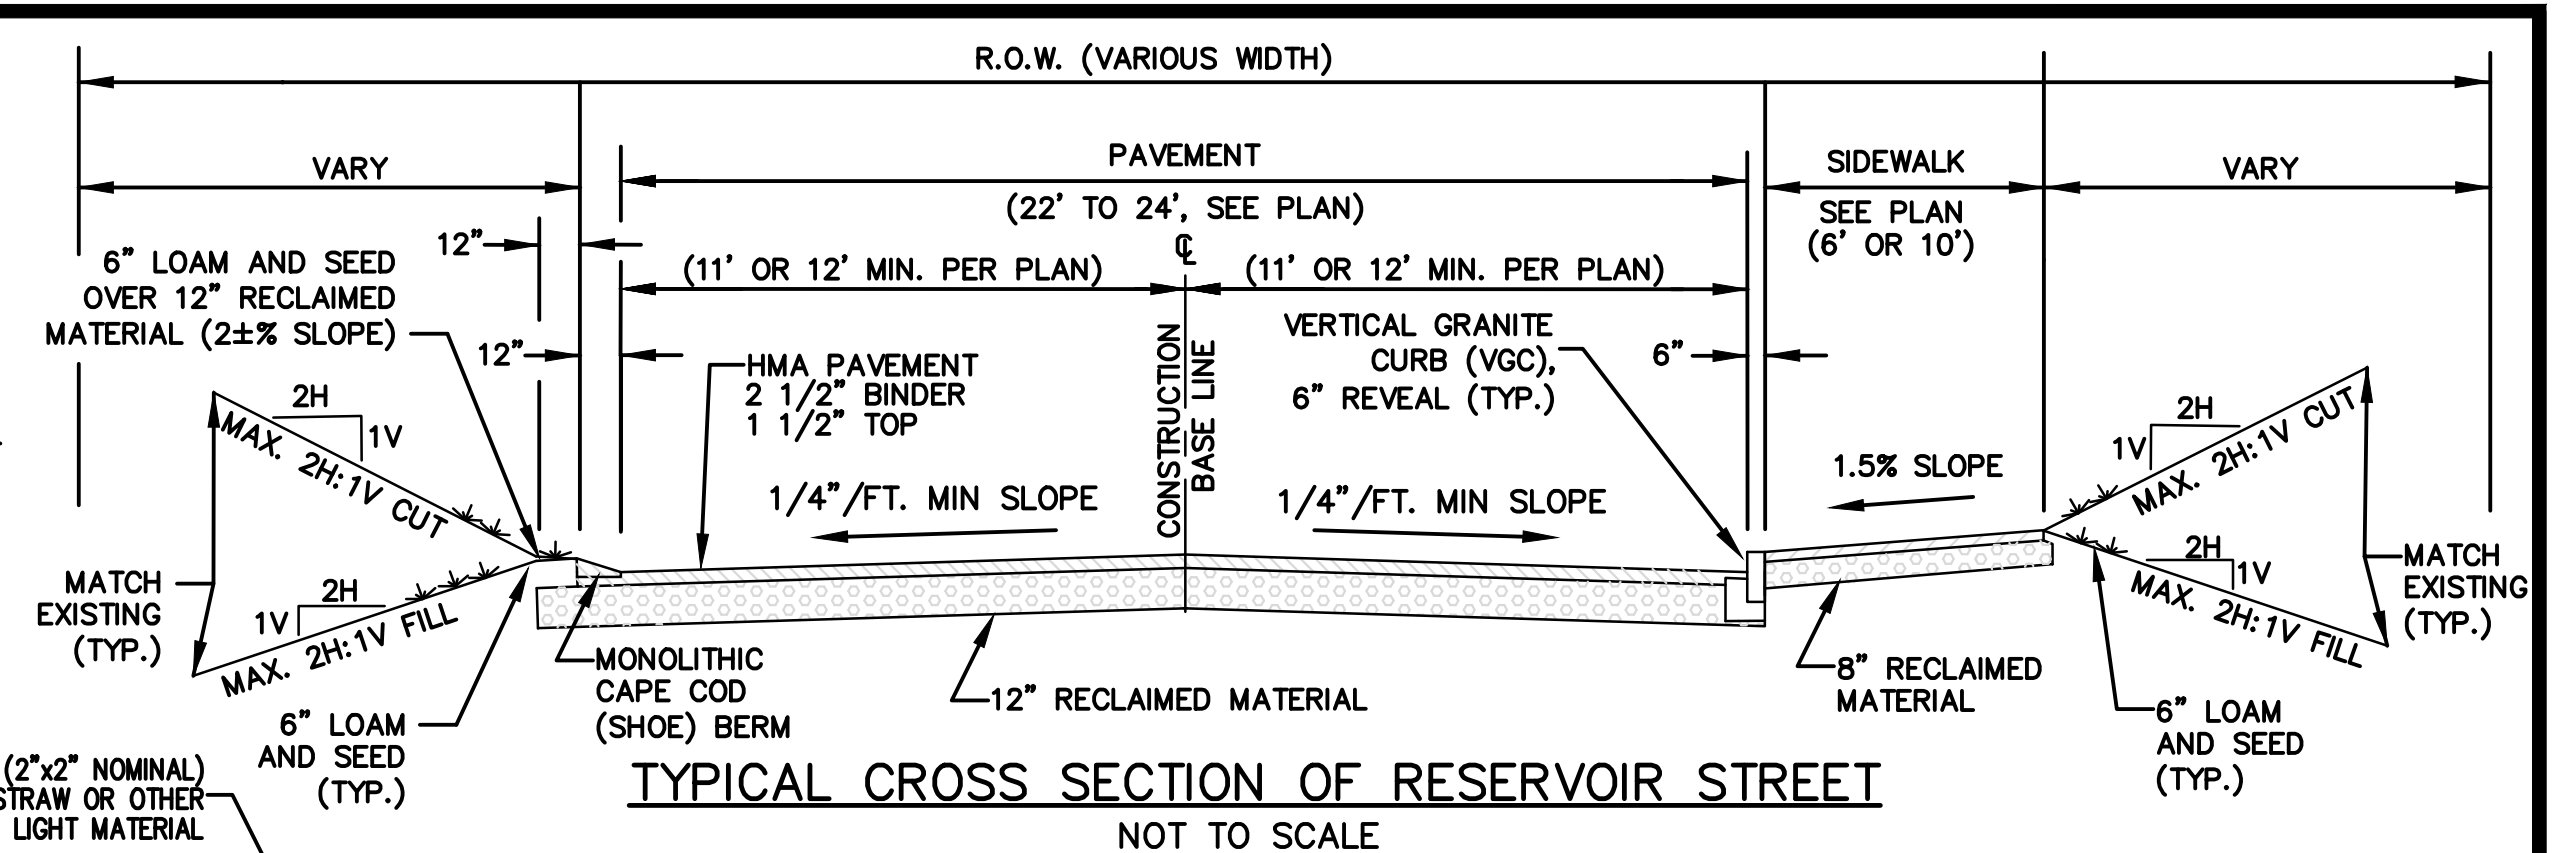 R.O.W. (VARIOUS WIDTH)
VARY
PAVEMENT
(22' TO 24', SEE PLAN)
SIDEWALK
SEE PLAN
(6' OR 10')
VARY
12"
6" LOAM AND SEED
OVER 12" RECLAIMED
MATERIAL (2±% SLOPE)
12"
(11' OR 12' MIN. PER PLAN)
℄
(11' OR 12' MIN. PER PLAN)
HMA PAVEMENT
2 1/2" BINDER
1 1/2" TOP
CONSTRUCTION
BASE LINE
VERTICAL GRANITE
CURB (VGC),
6" REVEAL (TYP.)
6"
2H
1V
MAX. 2H:1V CUT
1/4"/FT. MIN SLOPE
1/4"/FT. MIN SLOPE
1.5% SLOPE
2H
1V
MAX. 2H:1V CUT
MATCH
EXISTING
(TYP.)
2H
1V
MAX. 2H:1V FILL
2H
1V
MAX. 2H:1V FILL
MATCH
EXISTING
(TYP.)
6" LOAM
AND SEED
(TYP.)
MONOLITHIC
CAPE COD
(SHOE) BERM
12" RECLAIMED MATERIAL
8" RECLAIMED
MATERIAL
6" LOAM
AND SEED
(TYP.)
(2"x2" NOMINAL)
STRAW OR OTHER
LIGHT MATERIAL
TYPICAL CROSS SECTION OF RESERVOIR STREET
NOT TO SCALE